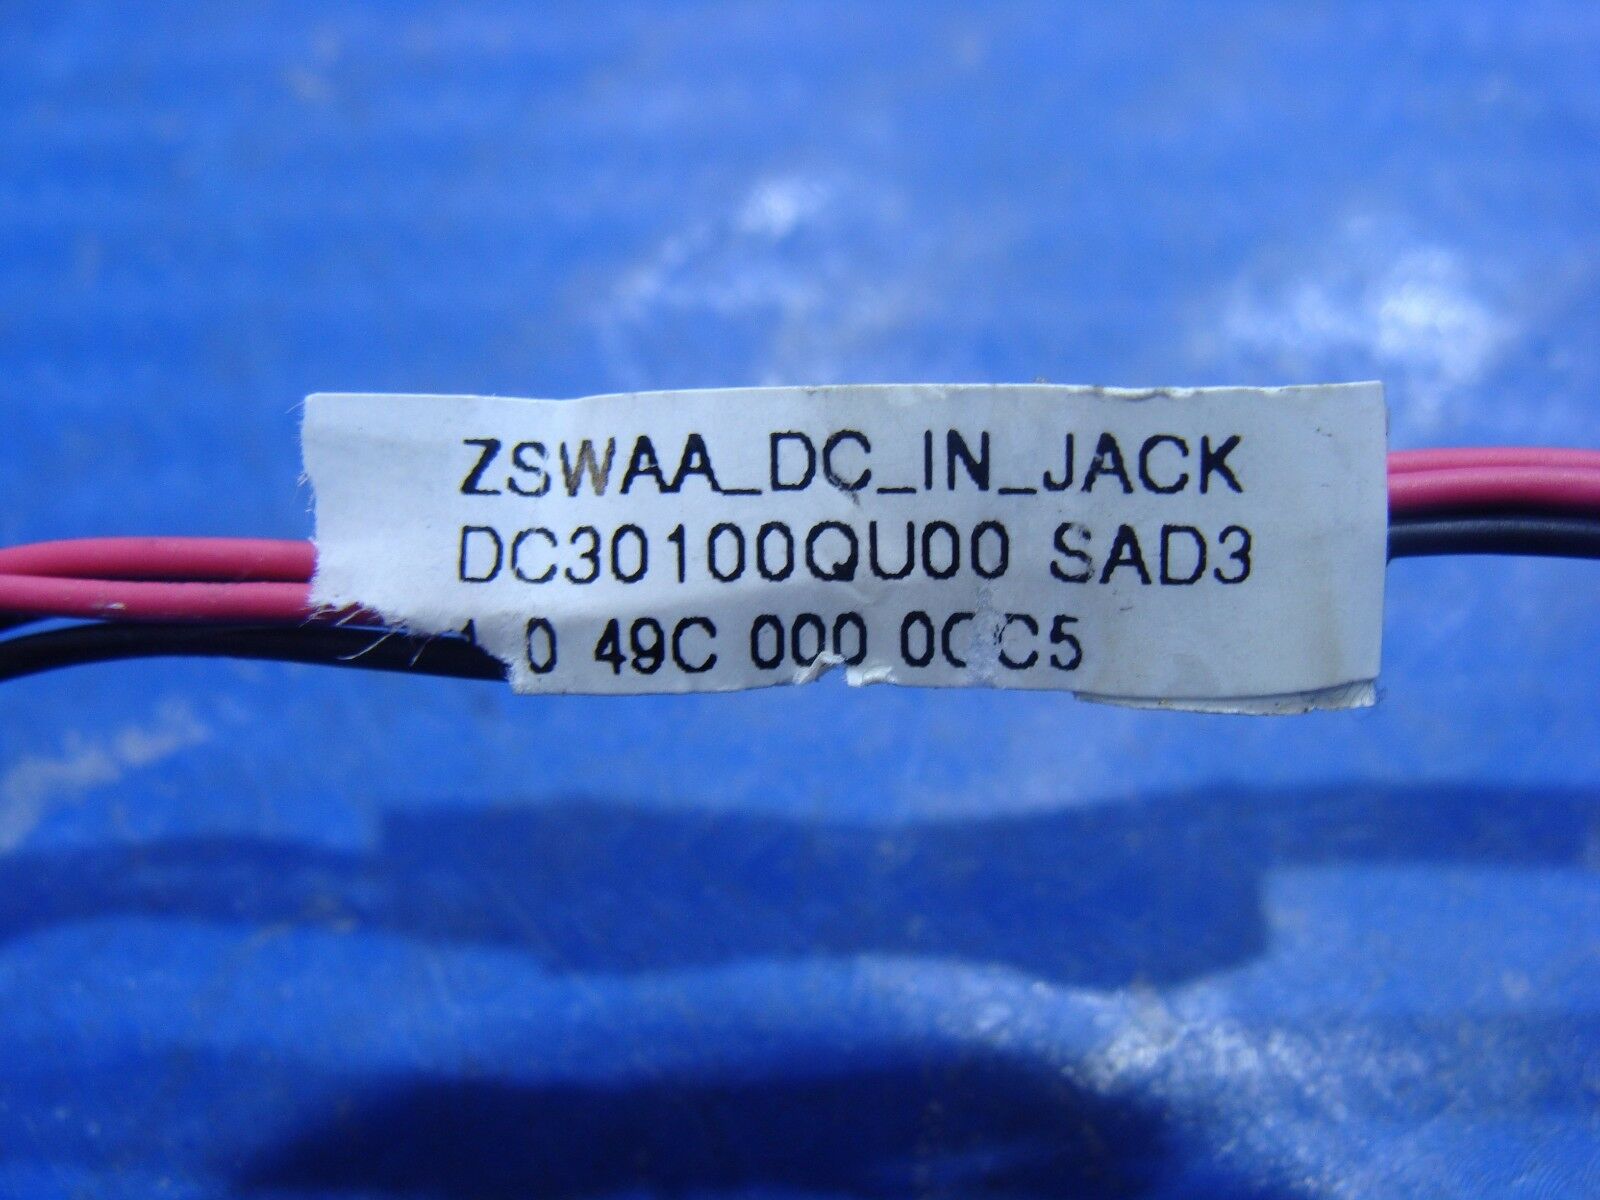 ZSWAA_DC_IN_JACK
DC30100QU00 SAD3
0 49C 000